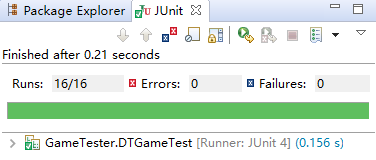 Package Explorer JUnit
Finished after 0.21 seconds
Runs: 16/16 Errors: 0 Failures: 0
GameTester.DTGameTest [Runner: JUnit 4] (0.156 s)